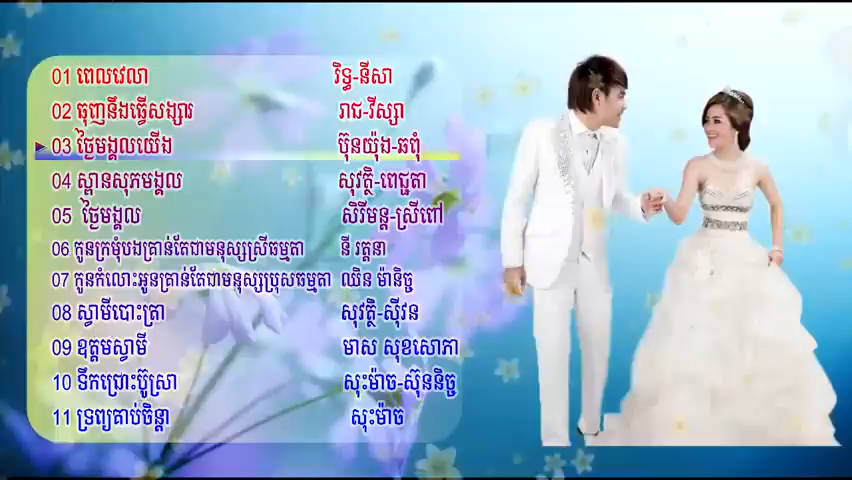 01 ពេលវេលា រិទ្ធ-នីសា
02 ធុញនឹងធ្វើសង្សារ រាជ-វីស្សា
03 ថ្ងៃមង្គលយើង ប៊ុនយ៉ុង-ឆពុំ
04 ស្ពានសុភមង្គល សុវត្ថិ-ពេជ្ជតា
05 ថ្ងៃមង្គល សិរីមន្ត-ស្រីពៅ
06 កូនក្រមុំបងគ្រាន់តែជាមនុស្សស្រីធម្មតា នី រត្តនា
07 កូនកំលោះអូនគ្រាន់តែជាមនុស្សប្រុសធម្មតា ឈិន ម៉ានិច្ច
08 ស្វាមីបោះត្រា សុវត្ថិ-ស៊ីវន
09 ឧត្តមស្វាមី មាស សុខសោភា
10 ទឹកជ្រោះប៊ូស្រា សុះម៉ាច-ស៊ុននិច្ច
11 ទ្រព្យគាប់ចិន្តា សុះម៉ាច